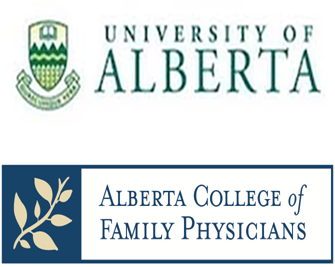 UNIVERSITY OF
ALBERTA
ALBERTA COLLEGE of
FAMILY PHYSICIANS